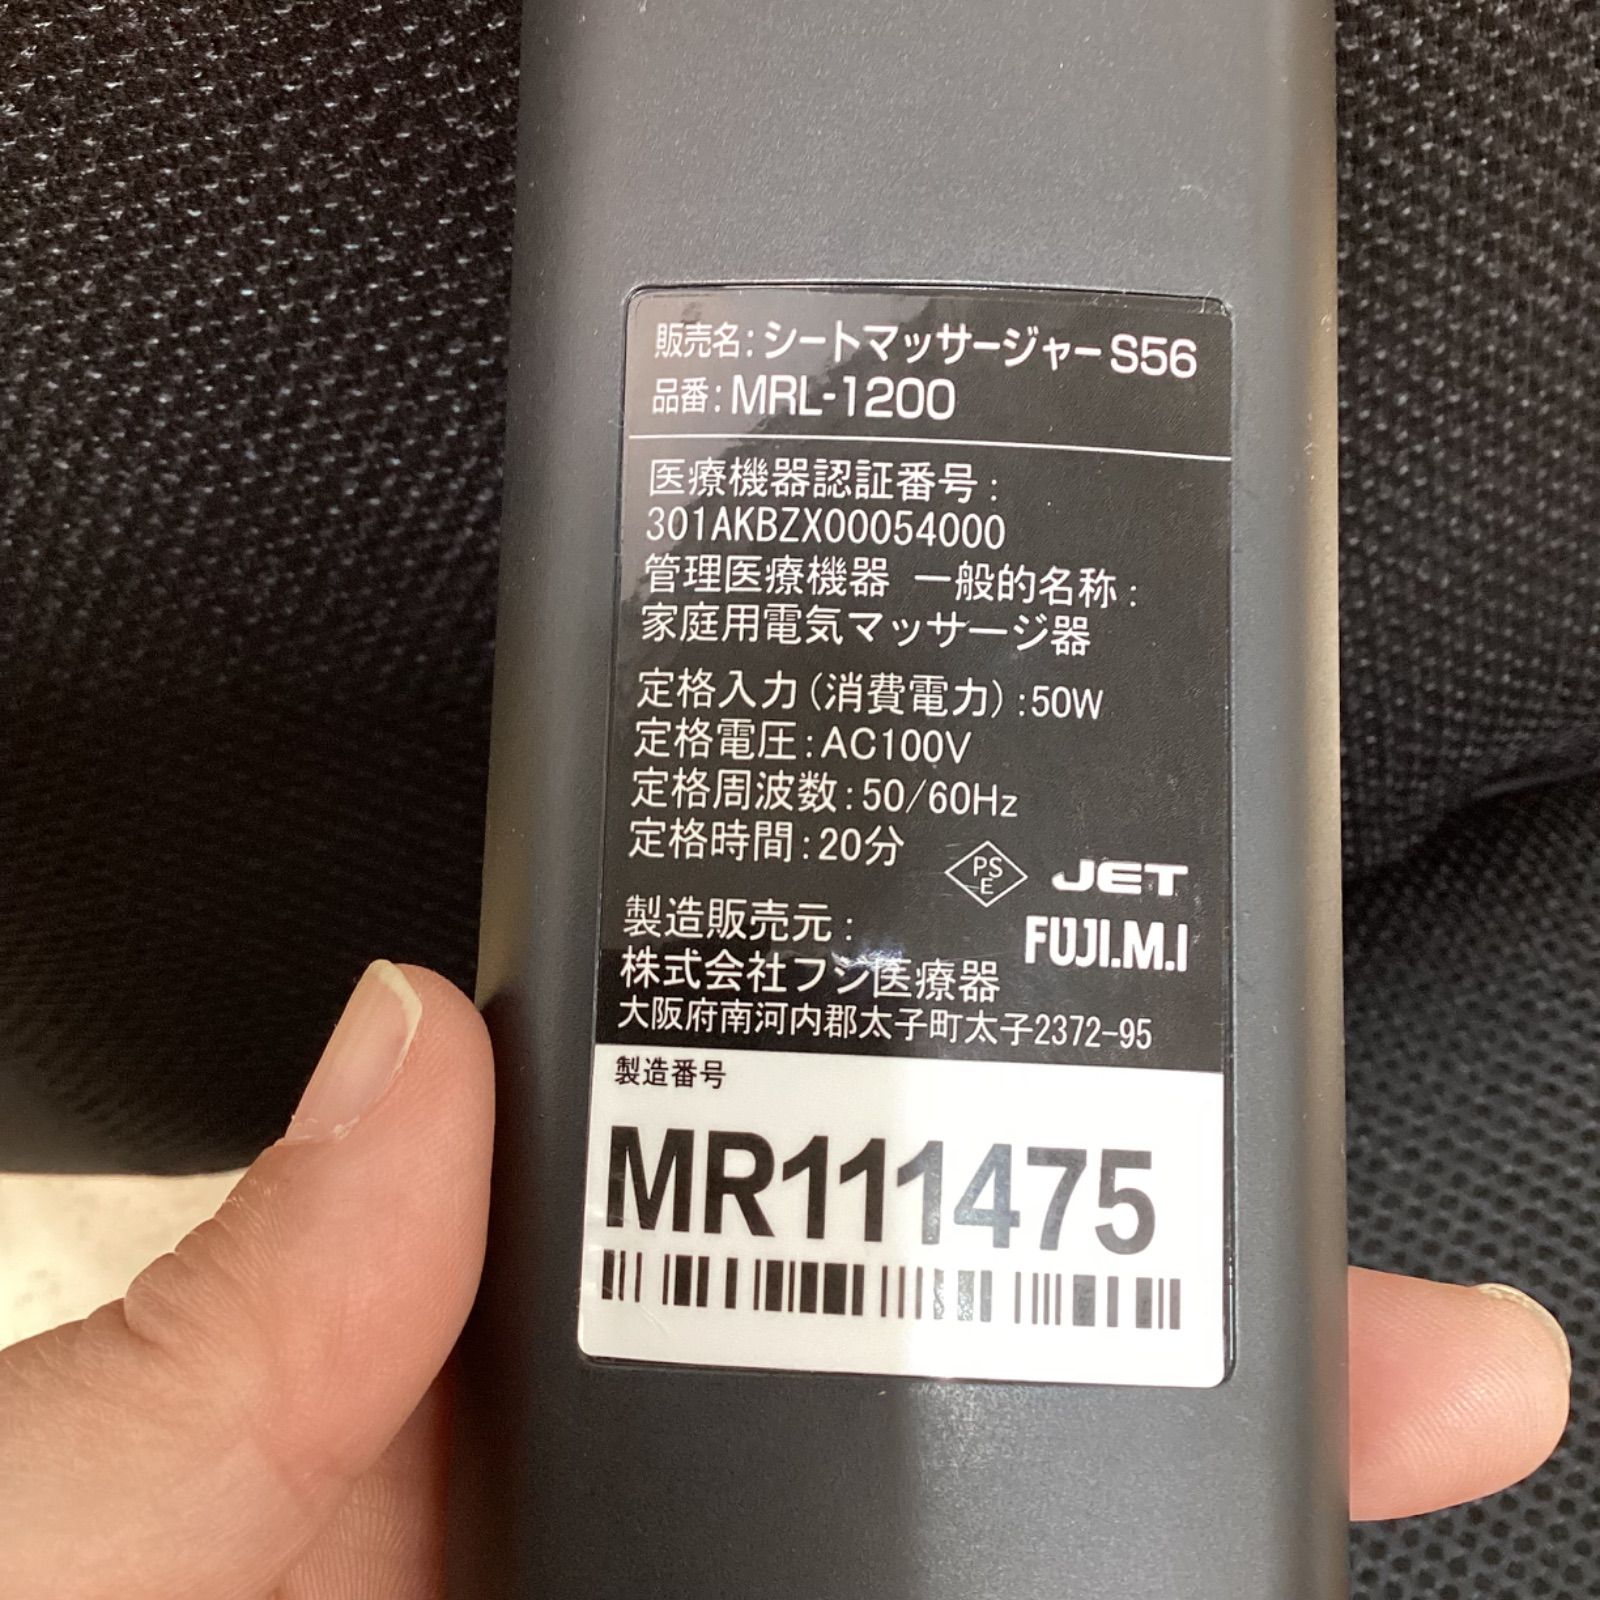 販売名:シートマッサージャーS56
品番:MRL-1200
医療機器認証番号:
301AKBZX00054000
管理医療機器 一般的名称:
家庭用電気マッサージ器
定格入力(消費電力):50W
定格電圧:AC100V
定格周波数:50/60Hz
定格時間:20分
PS
E
JET
製造販売元:
FUJI.M.I
株式会社フジ医療器
大阪府南河内郡太子町太子2372-95
製造番号
MR111475